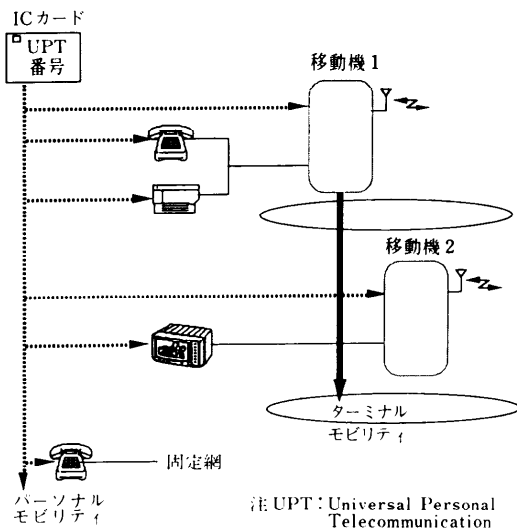 ICカード
UPT
番号
移動機1
移動機2
ターミナル
モビリティ
固定網
パーソナル
モビリティ
注 UPT：Universal Personal
Telecommunication